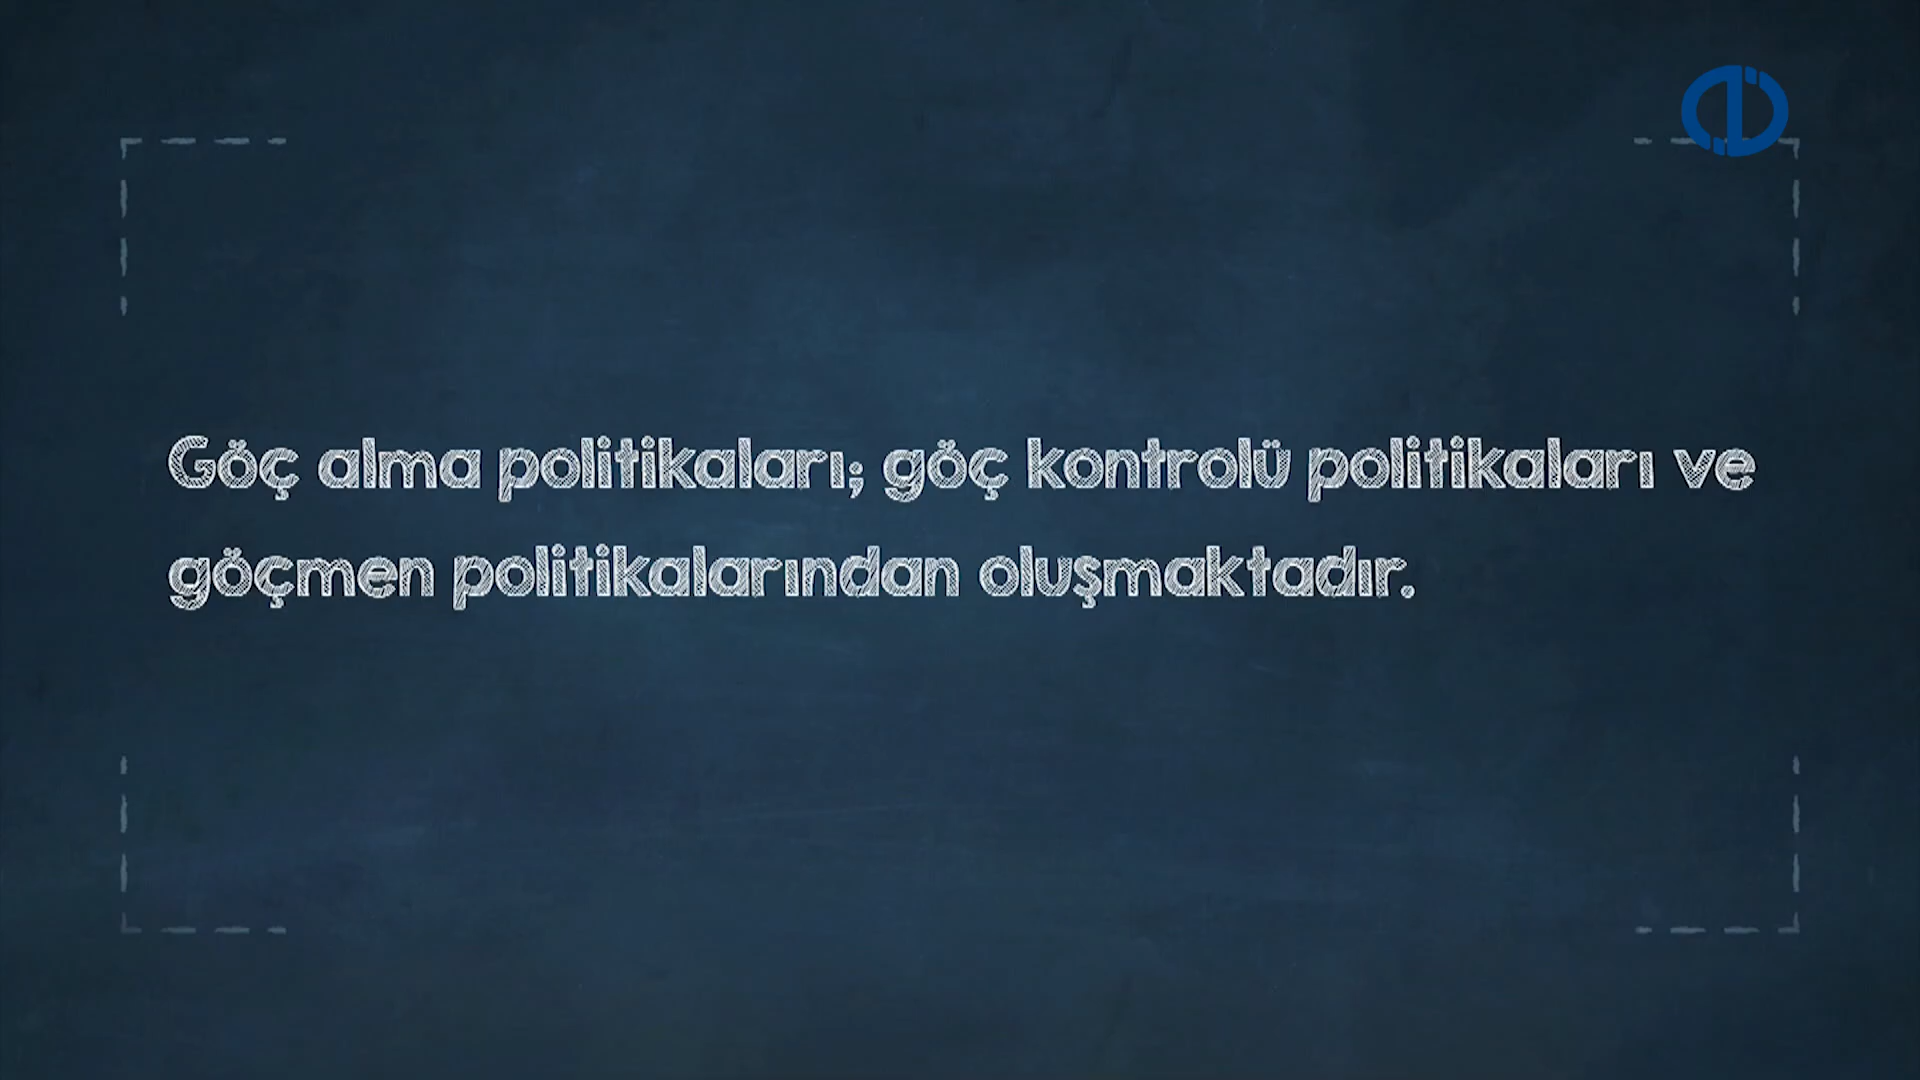 Göç alma politikaları; göç kontrolü politikaları ve
göçmen politikalarından oluşmaktadır.